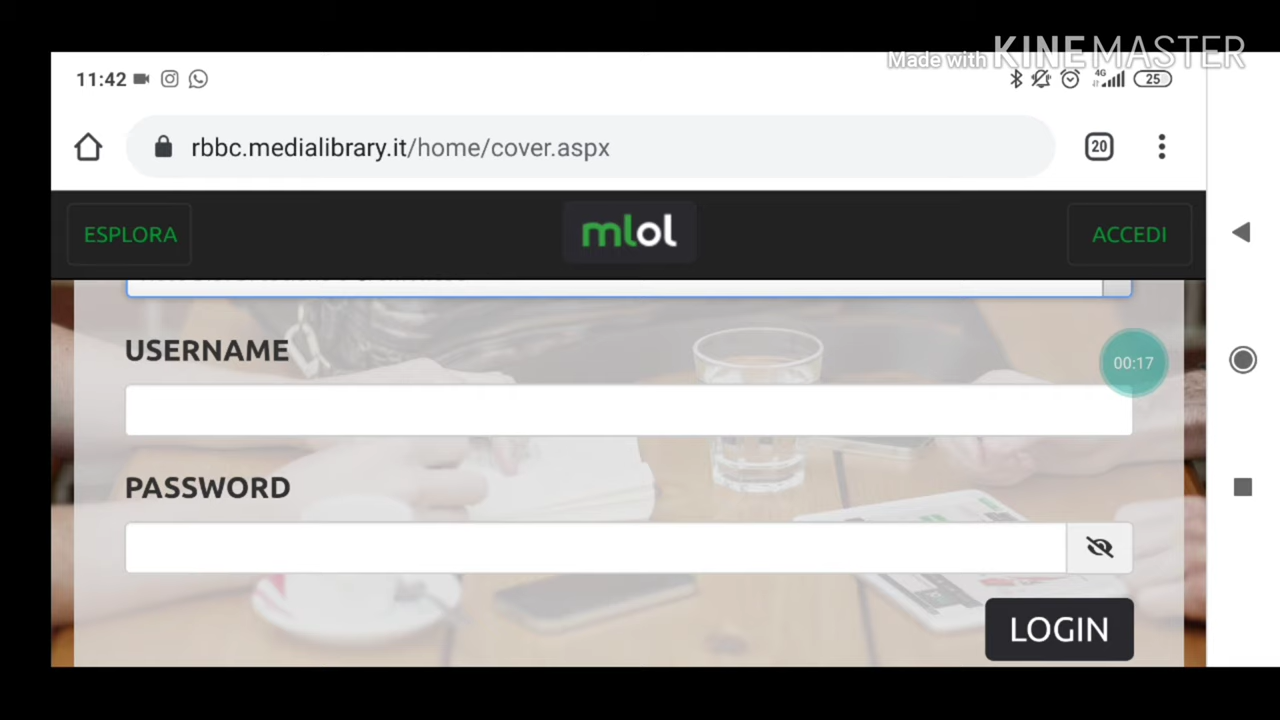 Made with KINEMASTER
11:42 4G 25
rbbc.medialibrary.it/home/cover.aspx 20
ESPLORA mlol ACCEDI
USERNAME
00:17
PASSWORD
LOGIN